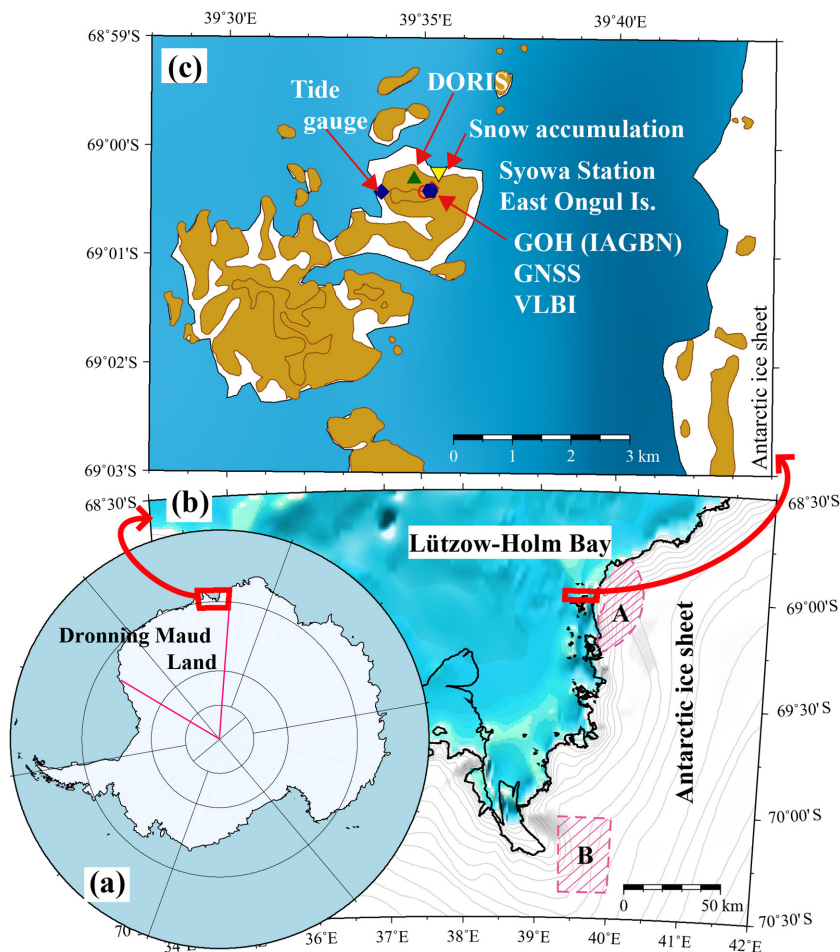 39°30'E
39°35'E
39°40'E
68°59'S
(c)
DORIS
Tide
gauge
Snow accumulation
69°00'S
Syowa Station
East Ongul Is.
GOH (IAGBN)
GNSS
VLBI
69°01'S
69°02'S
69°03'S
0 1 2 3 km
Antarctic ice sheet
68°30'S
(b)
68°30'S
Lützow-Holm Bay
A
69°00'S
Dronning Maud
Land
Antarctic ice sheet
69°30'S
70°00'S
B
(a)
0 50 km
70°30'S
36°E
37°E
38°E
39°E
40°E
41°E
42°E